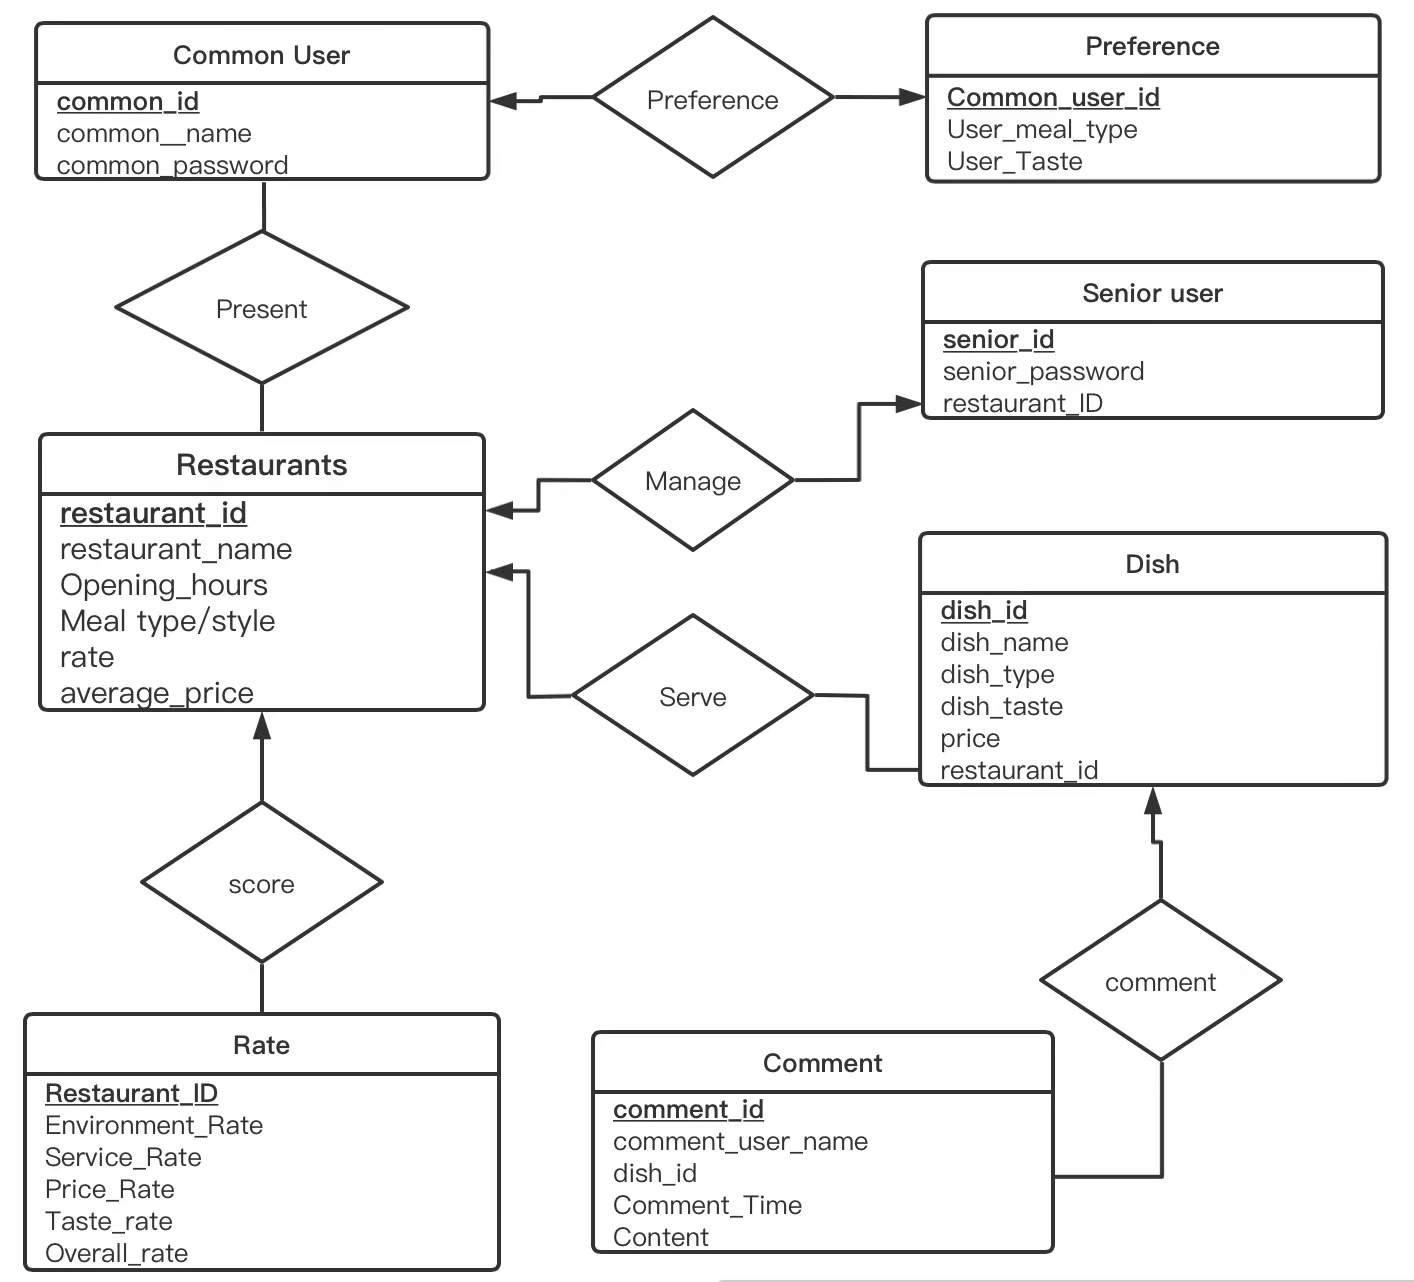 Common User
common_id
common__name
common_password
Preference
Preference
Common_user_id
User_meal_type
User_Taste
Present
Senior user
senior_id
senior_password
restaurant_ID
Restaurants
restaurant_id
restaurant_name
Opening_hours
Meal type/style
rate
average_price
Manage
Serve
Dish
dish_id
dish_name
dish_type
dish_taste
price
restaurant_id
score
comment
Rate
Restaurant_ID
Environment_Rate
Service_Rate
Price_Rate
Taste_rate
Overall_rate
Comment
comment_id
comment_user_name
dish_id
Comment_Time
Content